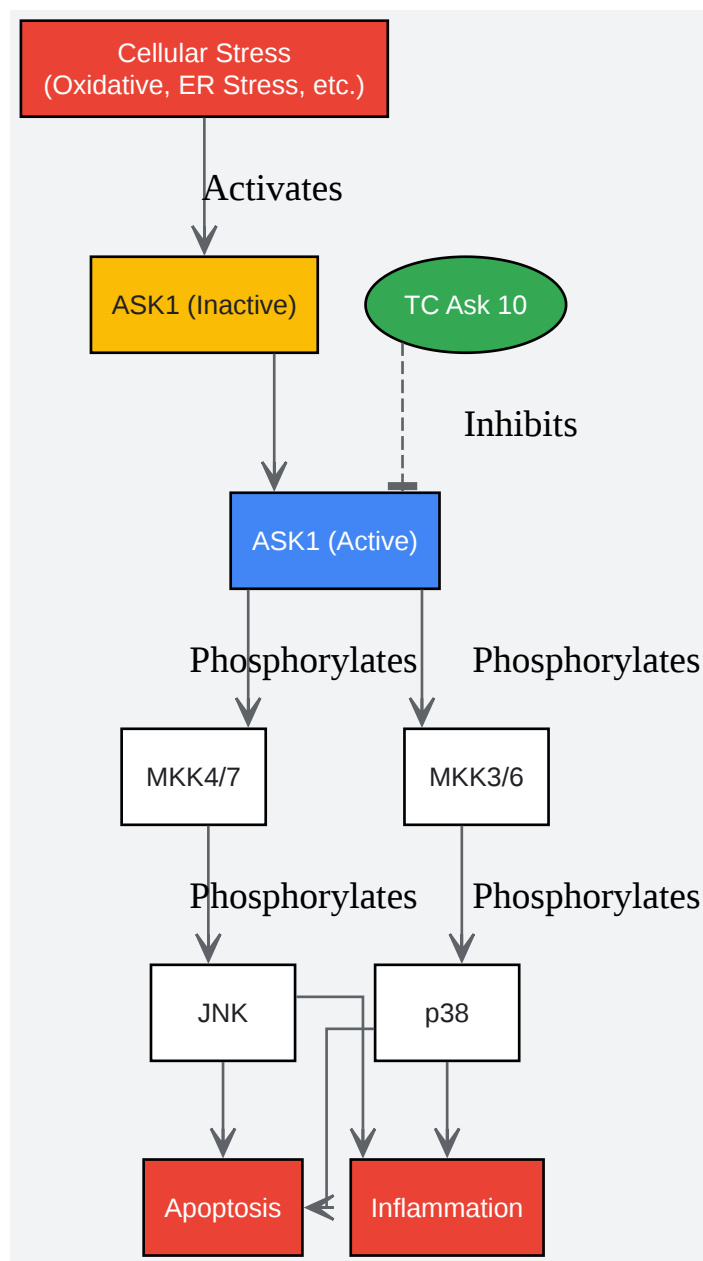 Cellular Stress
(Oxidative, ER Stress, etc.)
Activates
ASK1 (Inactive)
TC Ask 10
Inhibits
ASK1 (Active)
Phosphorylates
Phosphorylates
MKK4/7
MKK3/6
Phosphorylates
Phosphorylates
JNK
p38
Apoptosis
Inflammation